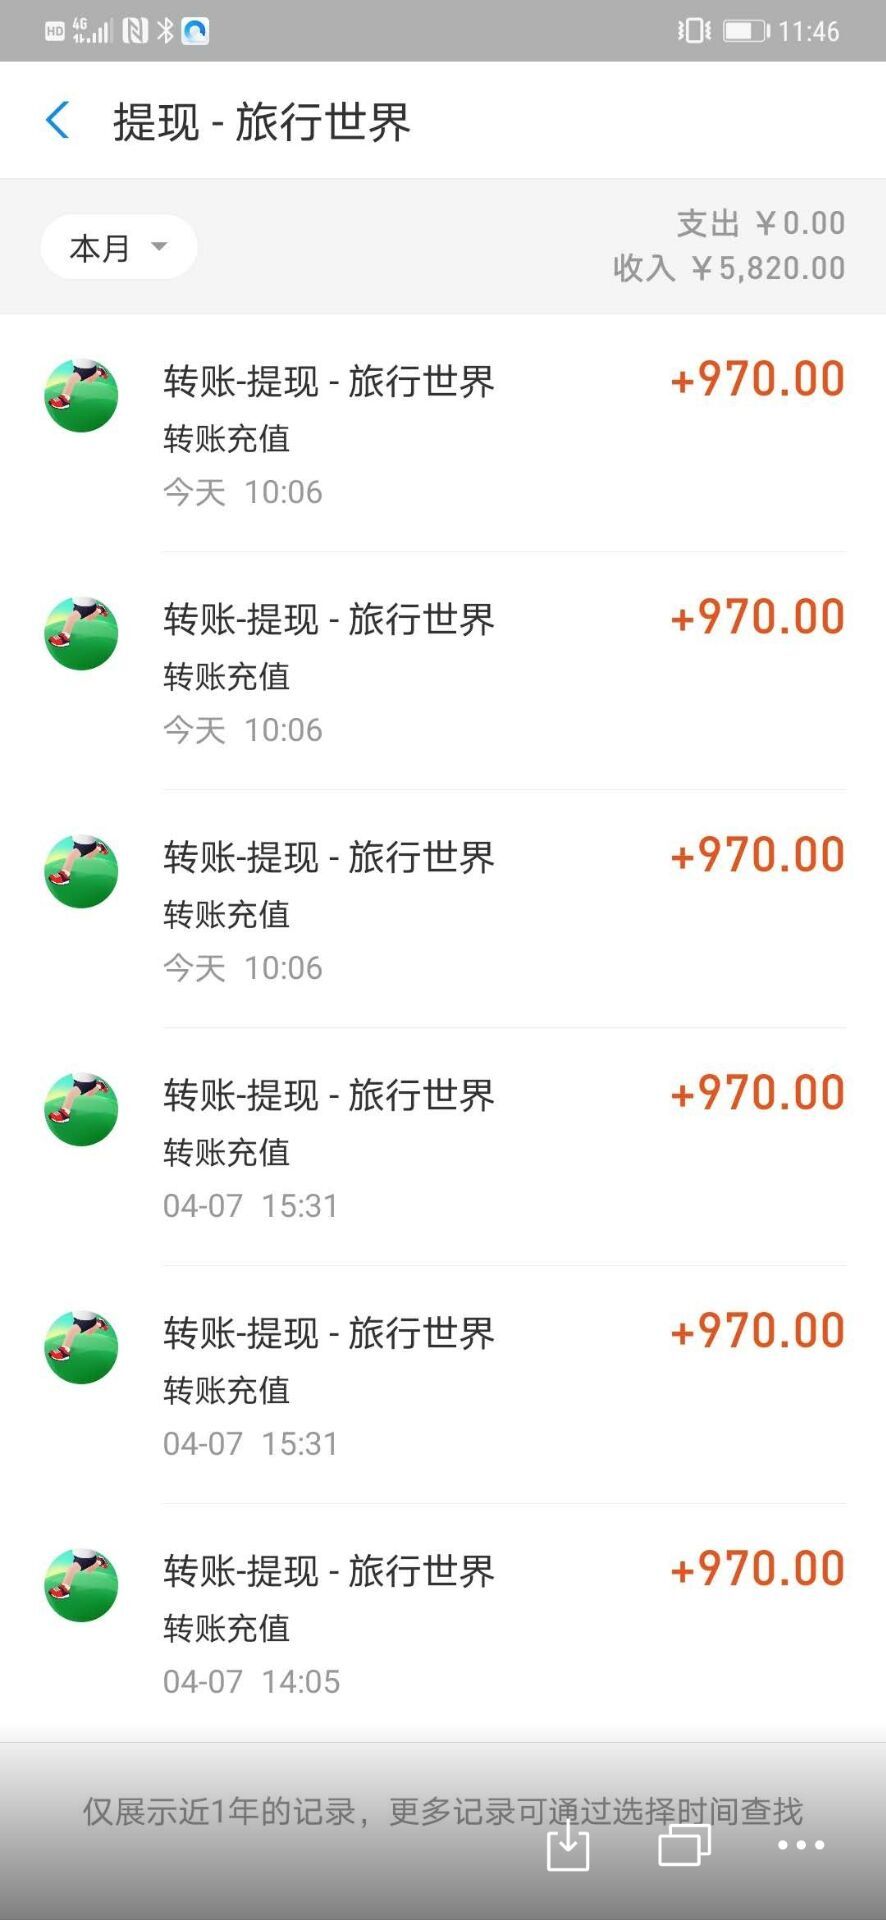 HD 4G 11:46
提现 - 旅行世界
本月
支出 ¥0.00
收入 ¥5,820.00
转账-提现 - 旅行世界 +970.00
转账充值
今天 10:06
转账-提现 - 旅行世界 +970.00
转账充值
今天 10:06
转账-提现 - 旅行世界 +970.00
转账充值
今天 10:06
转账-提现 - 旅行世界 +970.00
转账充值
04-07 15:31
转账-提现 - 旅行世界 +970.00
转账充值
04-07 15:31
转账-提现 - 旅行世界 +970.00
转账充值
04-07 14:05
仅展示近1年的记录，更多记录可通过选择时间查找